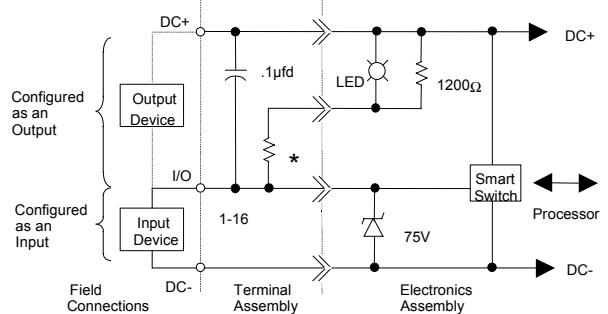 DC+
DC+
.1µfd
LED
1200Ω
Configured
as an
Output
Output
Device
*
I/O
Smart
Switch
Configured
as an
Input
Input
Device
1-16
75V
Processor
DC-
DC-
Field
Connections
Terminal
Assembly
Electronics
Assembly